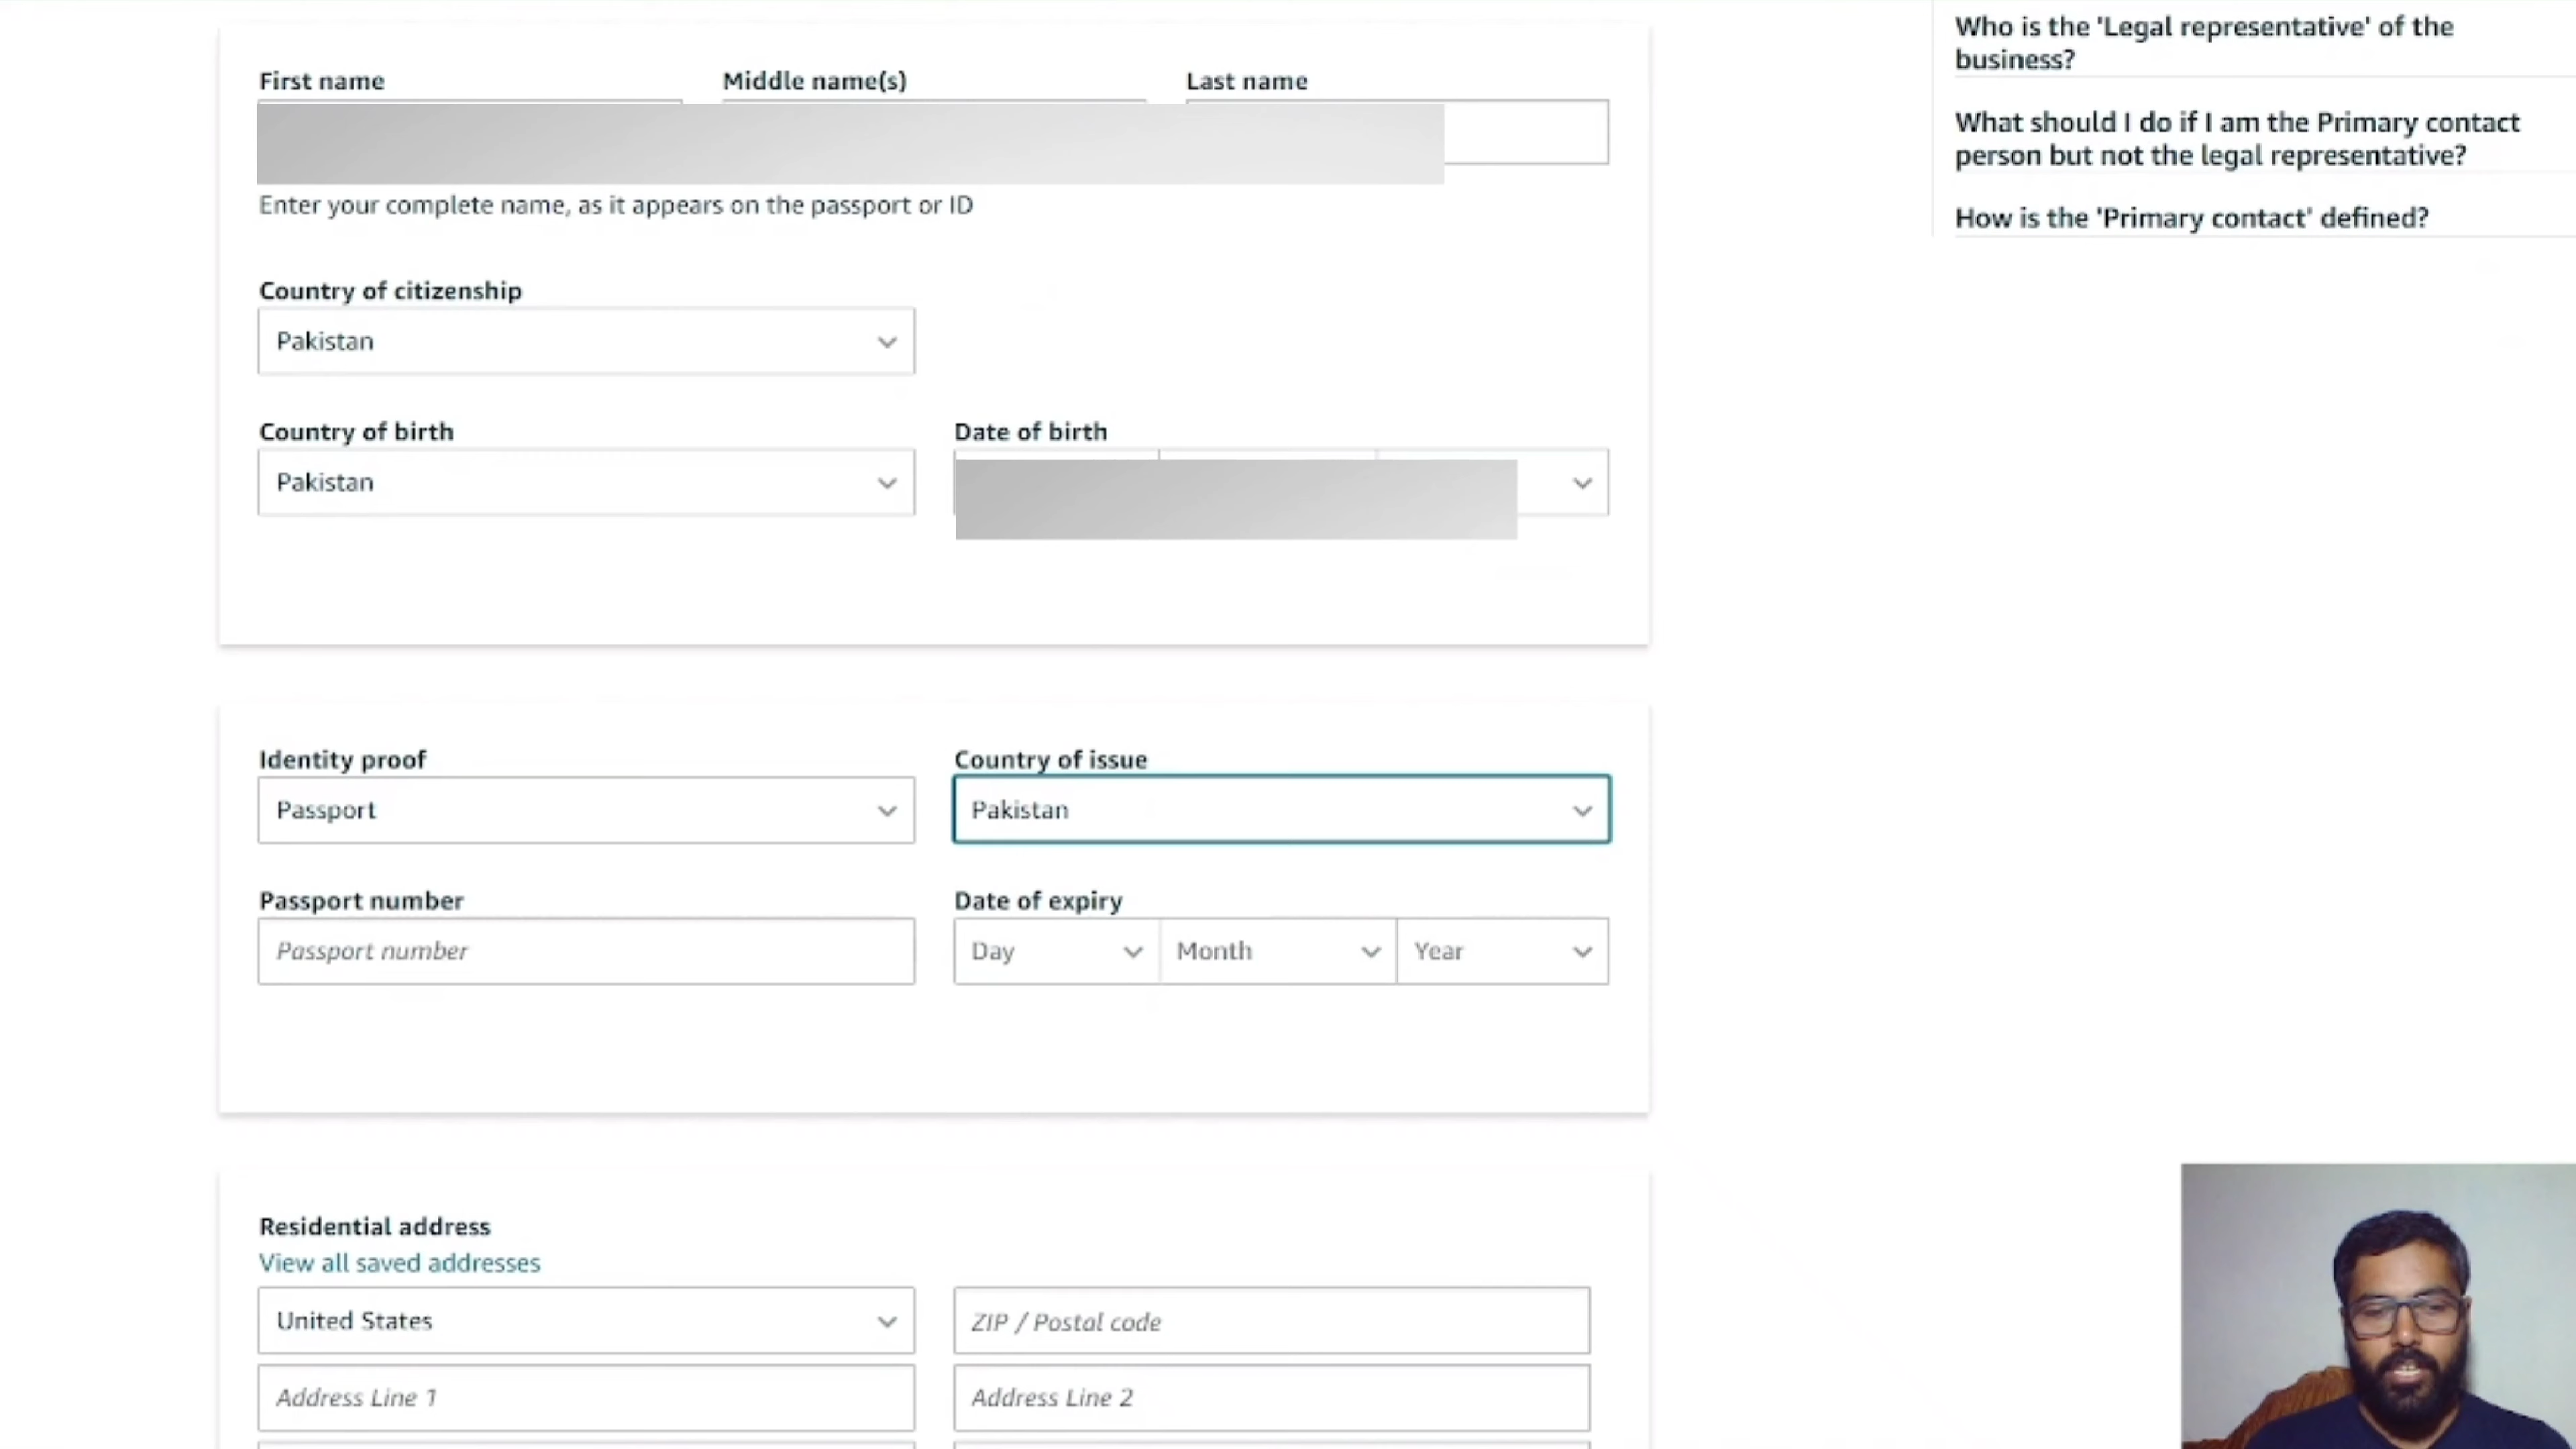 First name Middle name(s) Last name
Enter your complete name, as it appears on the passport or ID
Country of citizenship
Pakistan
Country of birth Date of birth
Pakistan
Identity proof Country of issue
Passport Pakistan
Passport number Date of expiry
Passport number Day Month Year
Residential address
View all saved addresses
United States ZIP / Postal code
Address Line 1 Address Line 2
Who is the 'Legal representative' of the
business?
What should I do if I am the Primary contact
person but not the legal representative?
How is the 'Primary contact' defined?